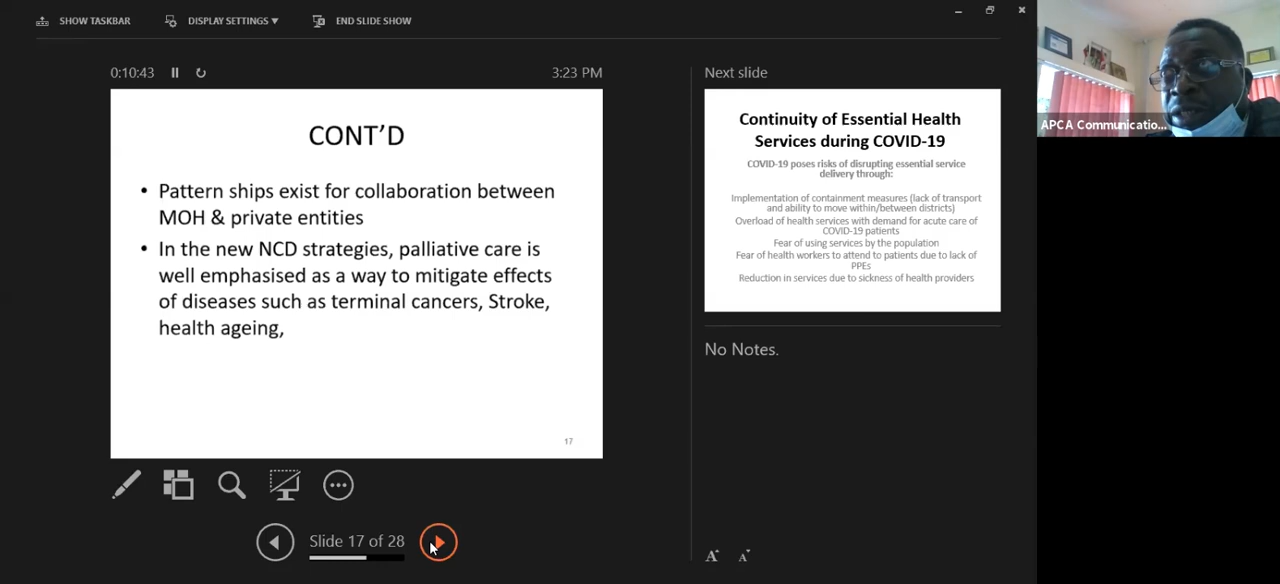 SHOW TASKBAR
DISPLAY SETTINGS ▼
END SLIDE SHOW
0:10:43
3:23 PM
CONT'D
• Pattern ships exist for collaboration between
MOH & private entities
• In the new NCD strategies, palliative care is
well emphasised as a way to mitigate effects
of diseases such as terminal cancers, Stroke,
health ageing,
17
Slide 17 of 28
Next slide
Continuity of Essential Health
Services during COVID-19
COVID-19 poses risks of disrupting essential service
delivery through:
Implementation of containment measures (lack of transport
and ability to move within/between districts)
Overload of health services with demand for acute care of
COVID-19 patients
Fear of using services by the population
Fear of health workers to attend to patients due to lack of
PPEs
Reduction in services due to sickness of health providers
No Notes.
A A
APCA Communicatio...